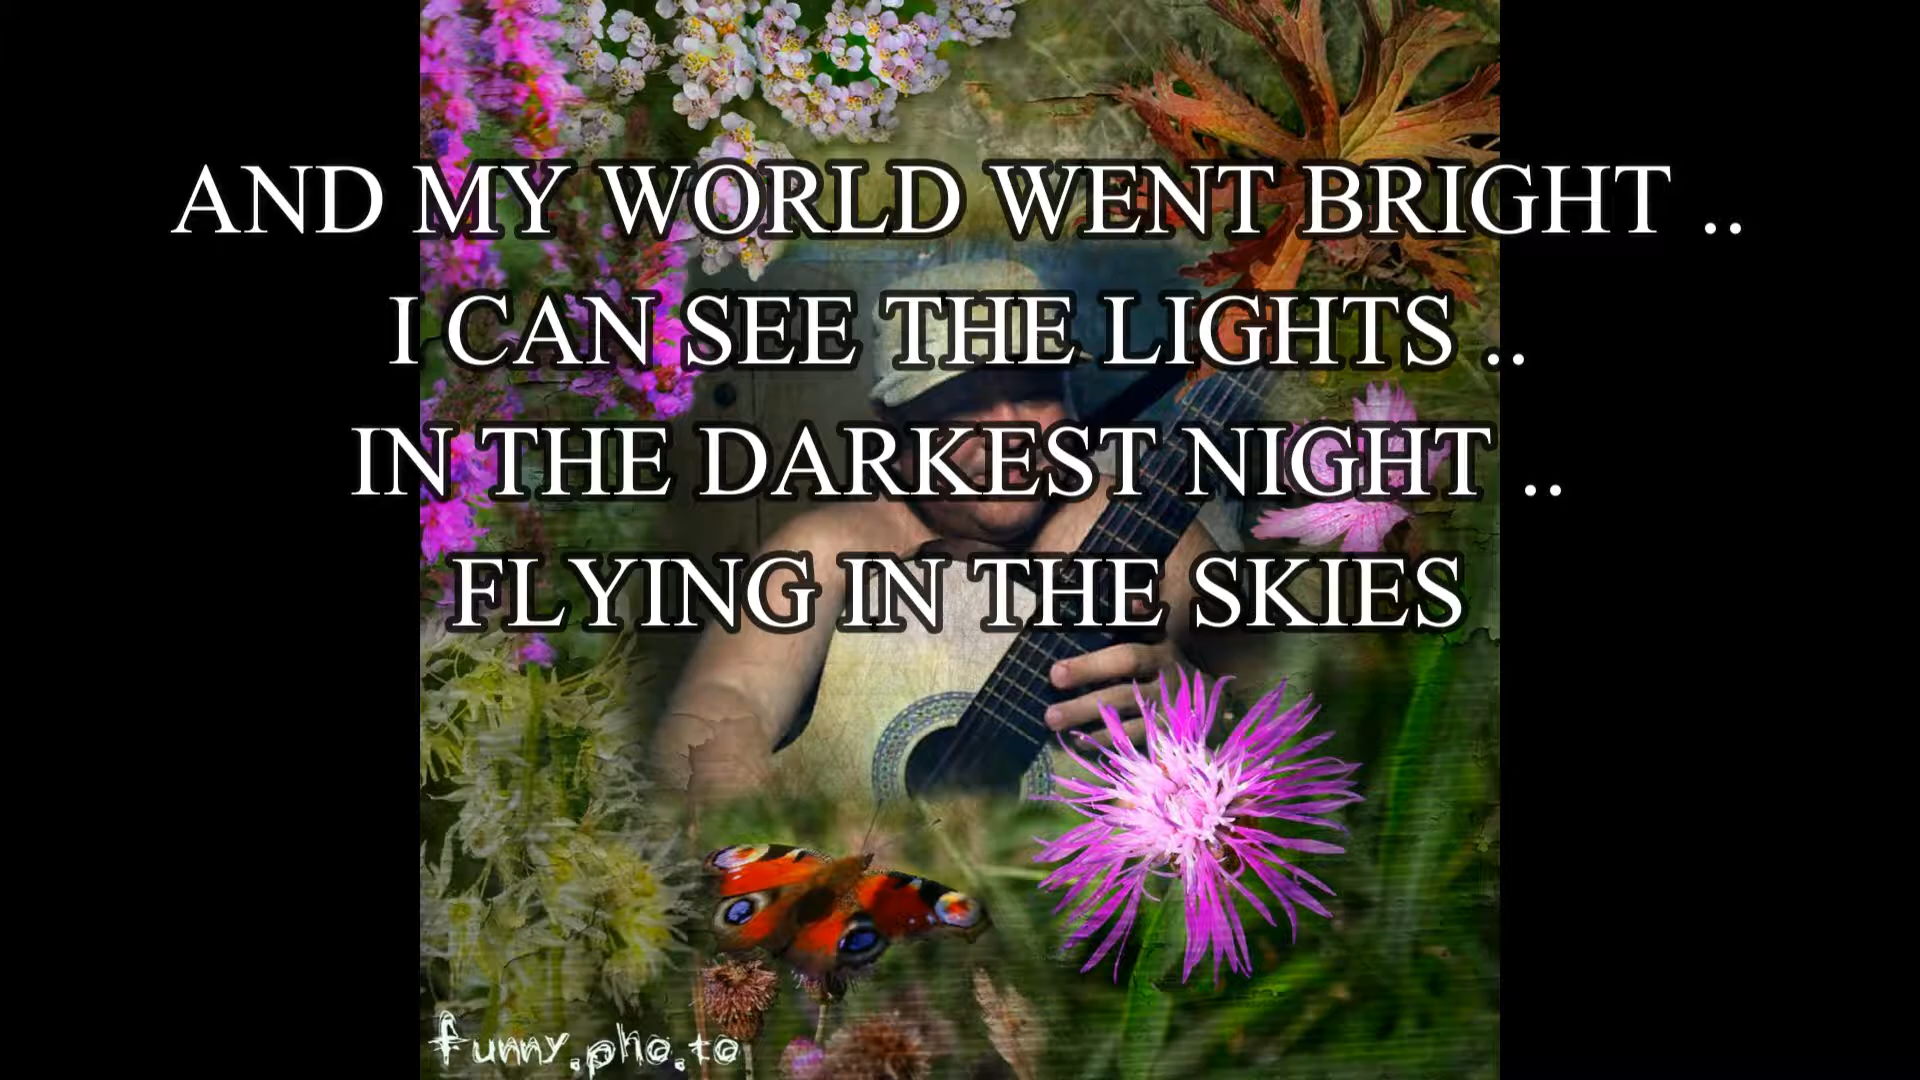 AND MY WORLD WENT BRIGHT ..
I CAN SEE THE LIGHTS ..
IN THE DARKEST NIGHT ..
FLYING IN THE SKIES
funny.pho.to